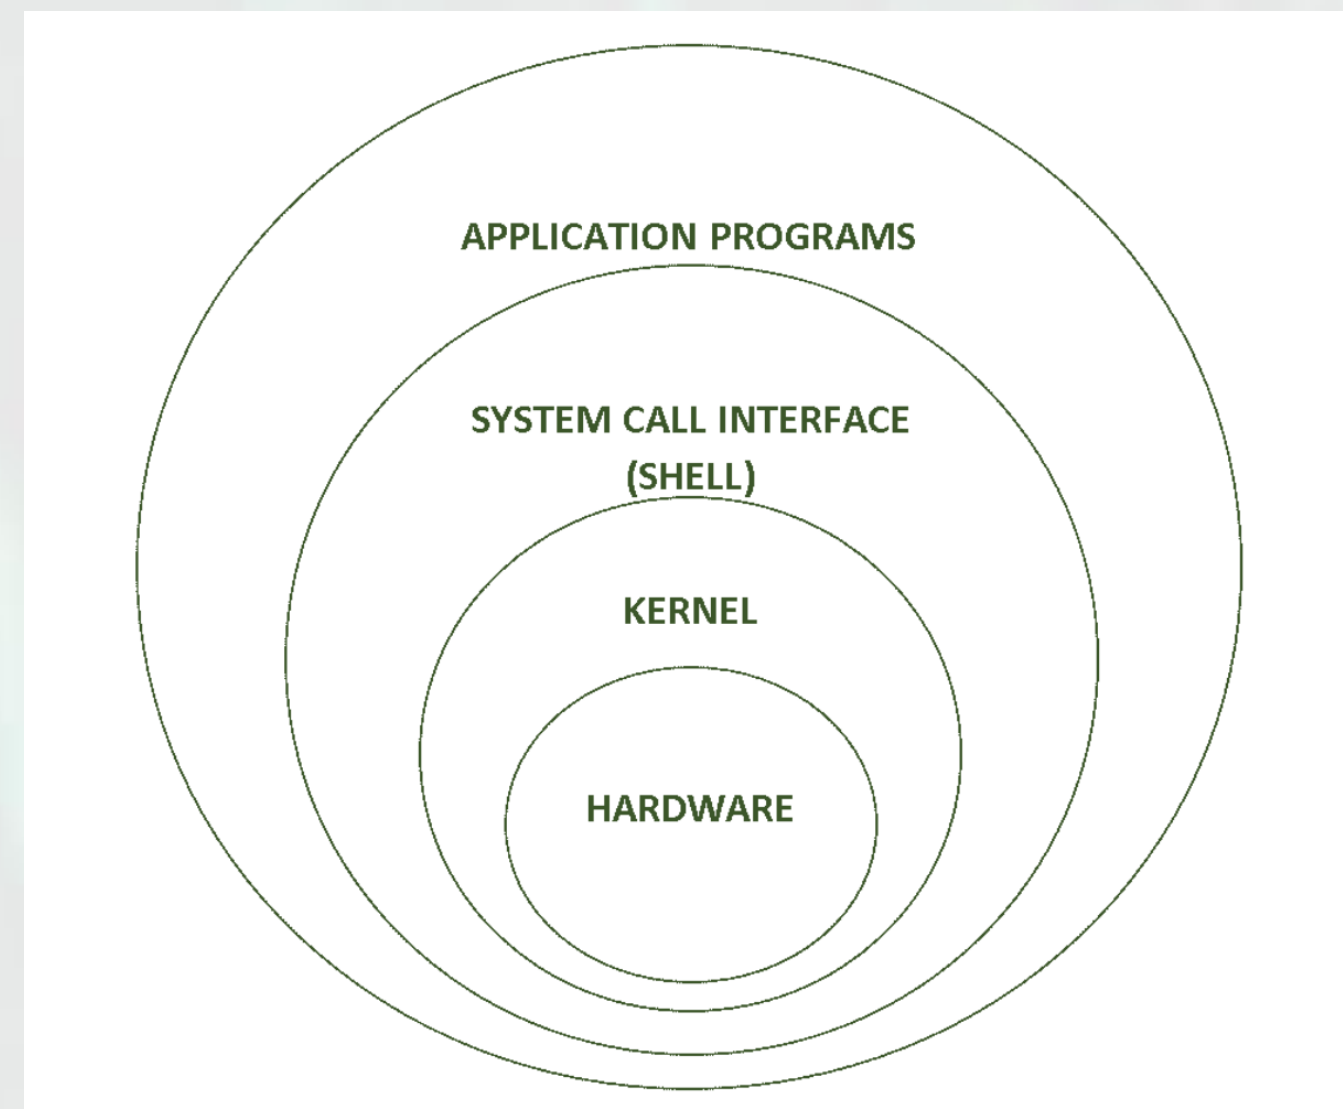 APPLICATION PROGRAMS
SYSTEM CALL INTERFACE
(SHELL)
KERNEL
HARDWARE